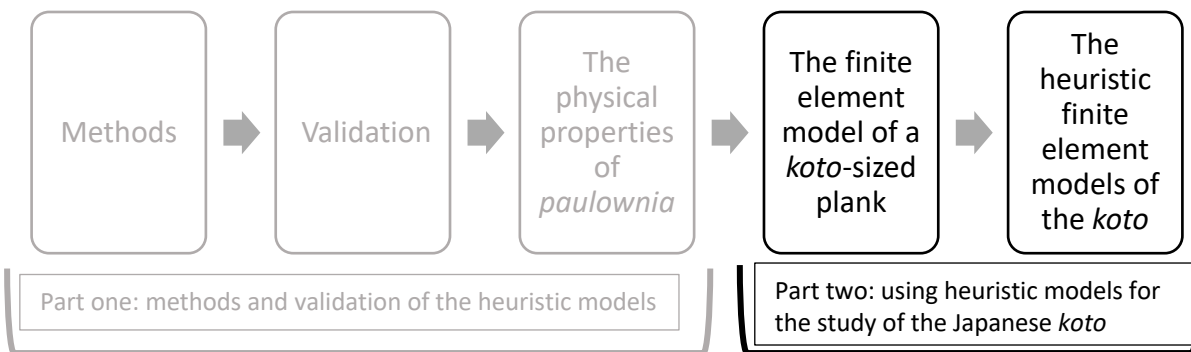 Methods
Validation
The
physical
properties
of
paulownia
The finite
element
model of a
koto-sized
plank
The
heuristic
finite
element
models of
the koto
Part one: methods and validation of the heuristic models
Part two: using heuristic models for
the study of the Japanese koto